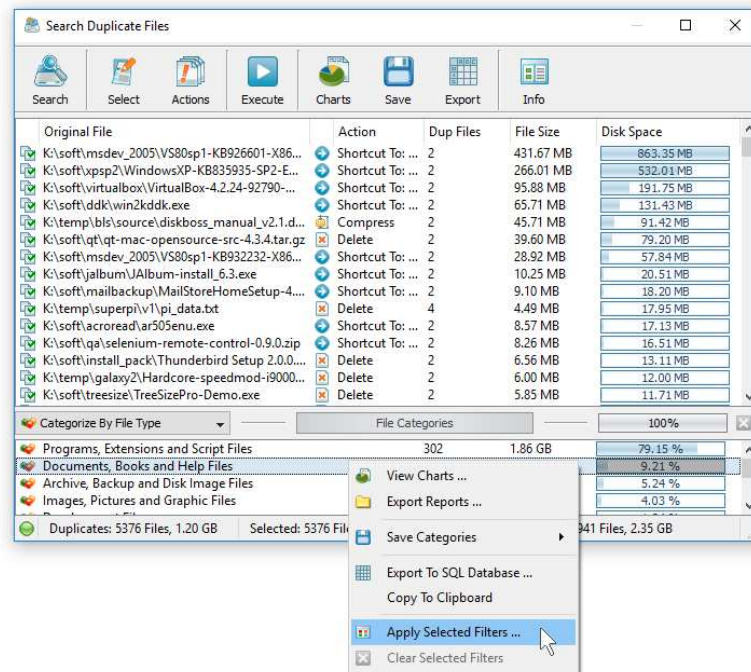 Search Duplicate Files
Search Select Actions Execute Charts Save Export Info
Original File Action Dup Files File Size Disk Space
K:\soft\msdev_2005\VS80sp1-KB926601-X86... Shortcut To: ... 2 431.67 MB 863.35 MB
K:\soft\xpsp2\WindowsXP-KB835935-SP2-E... Shortcut To: ... 2 266.01 MB 532.01 MB
K:\soft\virtualbox\VirtualBox-4.2.24-92790-... Shortcut To: ... 2 95.88 MB 191.75 MB
K:\soft\ddk\win2kddk.exe Shortcut To: ... 2 65.71 MB 131.43 MB
K:\temp\bls\source\diskboss_manual_v2.1.d... Compress 2 45.71 MB 91.42 MB
K:\soft\qt\qt-mac-opensource-src-4.3.4.tar.gz Delete 2 39.60 MB 79.20 MB
K:\soft\msdev_2005\VS80sp1-KB932232-X86... Shortcut To: ... 2 28.92 MB 57.84 MB
K:\soft\jalbum\JAlbum-install_6.3.exe Shortcut To: ... 2 10.25 MB 20.51 MB
K:\soft\mailbackup\MailStoreHomeSetup-4.... Shortcut To: ... 2 9.10 MB 18.20 MB
K:\temp\superpi\v1\pi_data.txt Delete 4 4.49 MB 17.95 MB
K:\soft\acroread\ar505enu.exe Shortcut To: ... 2 8.57 MB 17.13 MB
K:\soft\qa\selenium-remote-control-0.9.0.zip Shortcut To: ... 2 8.26 MB 16.51 MB
K:\soft\install_pack\Thunderbird Setup 2.0.0.... Delete 2 6.56 MB 13.11 MB
K:\temp\galaxy2\Hardcore-speedmod-i9000... Delete 2 6.00 MB 12.00 MB
K:\soft\treesize\TreeSizePro-Demo.exe Delete 2 5.85 MB 11.71 MB
Categorize By File Type File Categories 100%
Programs, Extensions and Script Files 302 1.86 GB 79.15 %
Documents, Books and Help Files 9.21 %
Archive, Backup and Disk Image Files 5.24 %
Images, Pictures and Graphic Files 4.03 %
Duplicates: 5376 Files, 1.20 GB Selected: 5376 Fil 941 Files, 2.35 GB
View Charts ...
Export Reports ...
Save Categories
Export To SQL Database ...
Copy To Clipboard
Apply Selected Filters ...
Clear Selected Filters